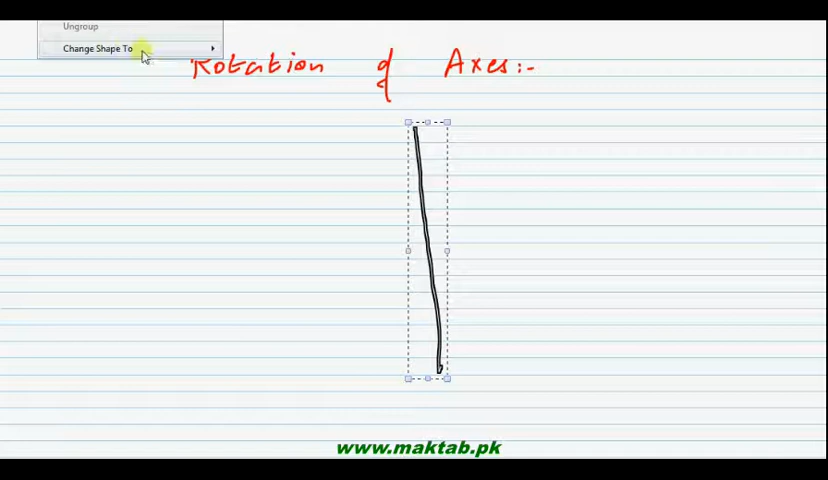 Ungroup
Change Shape To
Rotation of Axes:-
www.maktab.pk